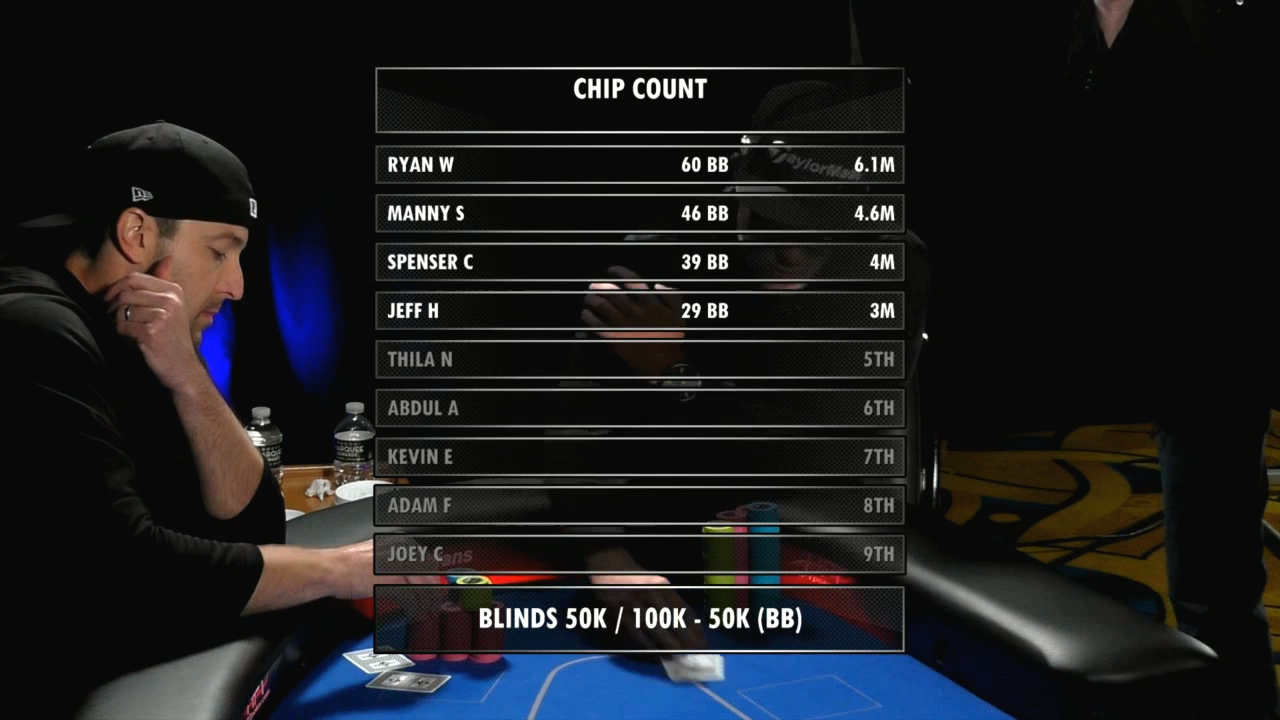 CHIP COUNT
RYAN W 60 BB 6.1M
MANNY S 46 BB 4.6M
SPENSER C 39 BB 4M
JEFF H 29 BB 3M
THILA N 5TH
ABDUL A 6TH
KEVIN E 7TH
ADAM F 8TH
JOEY C 9TH
BLINDS 50K / 100K - 50K (BB)